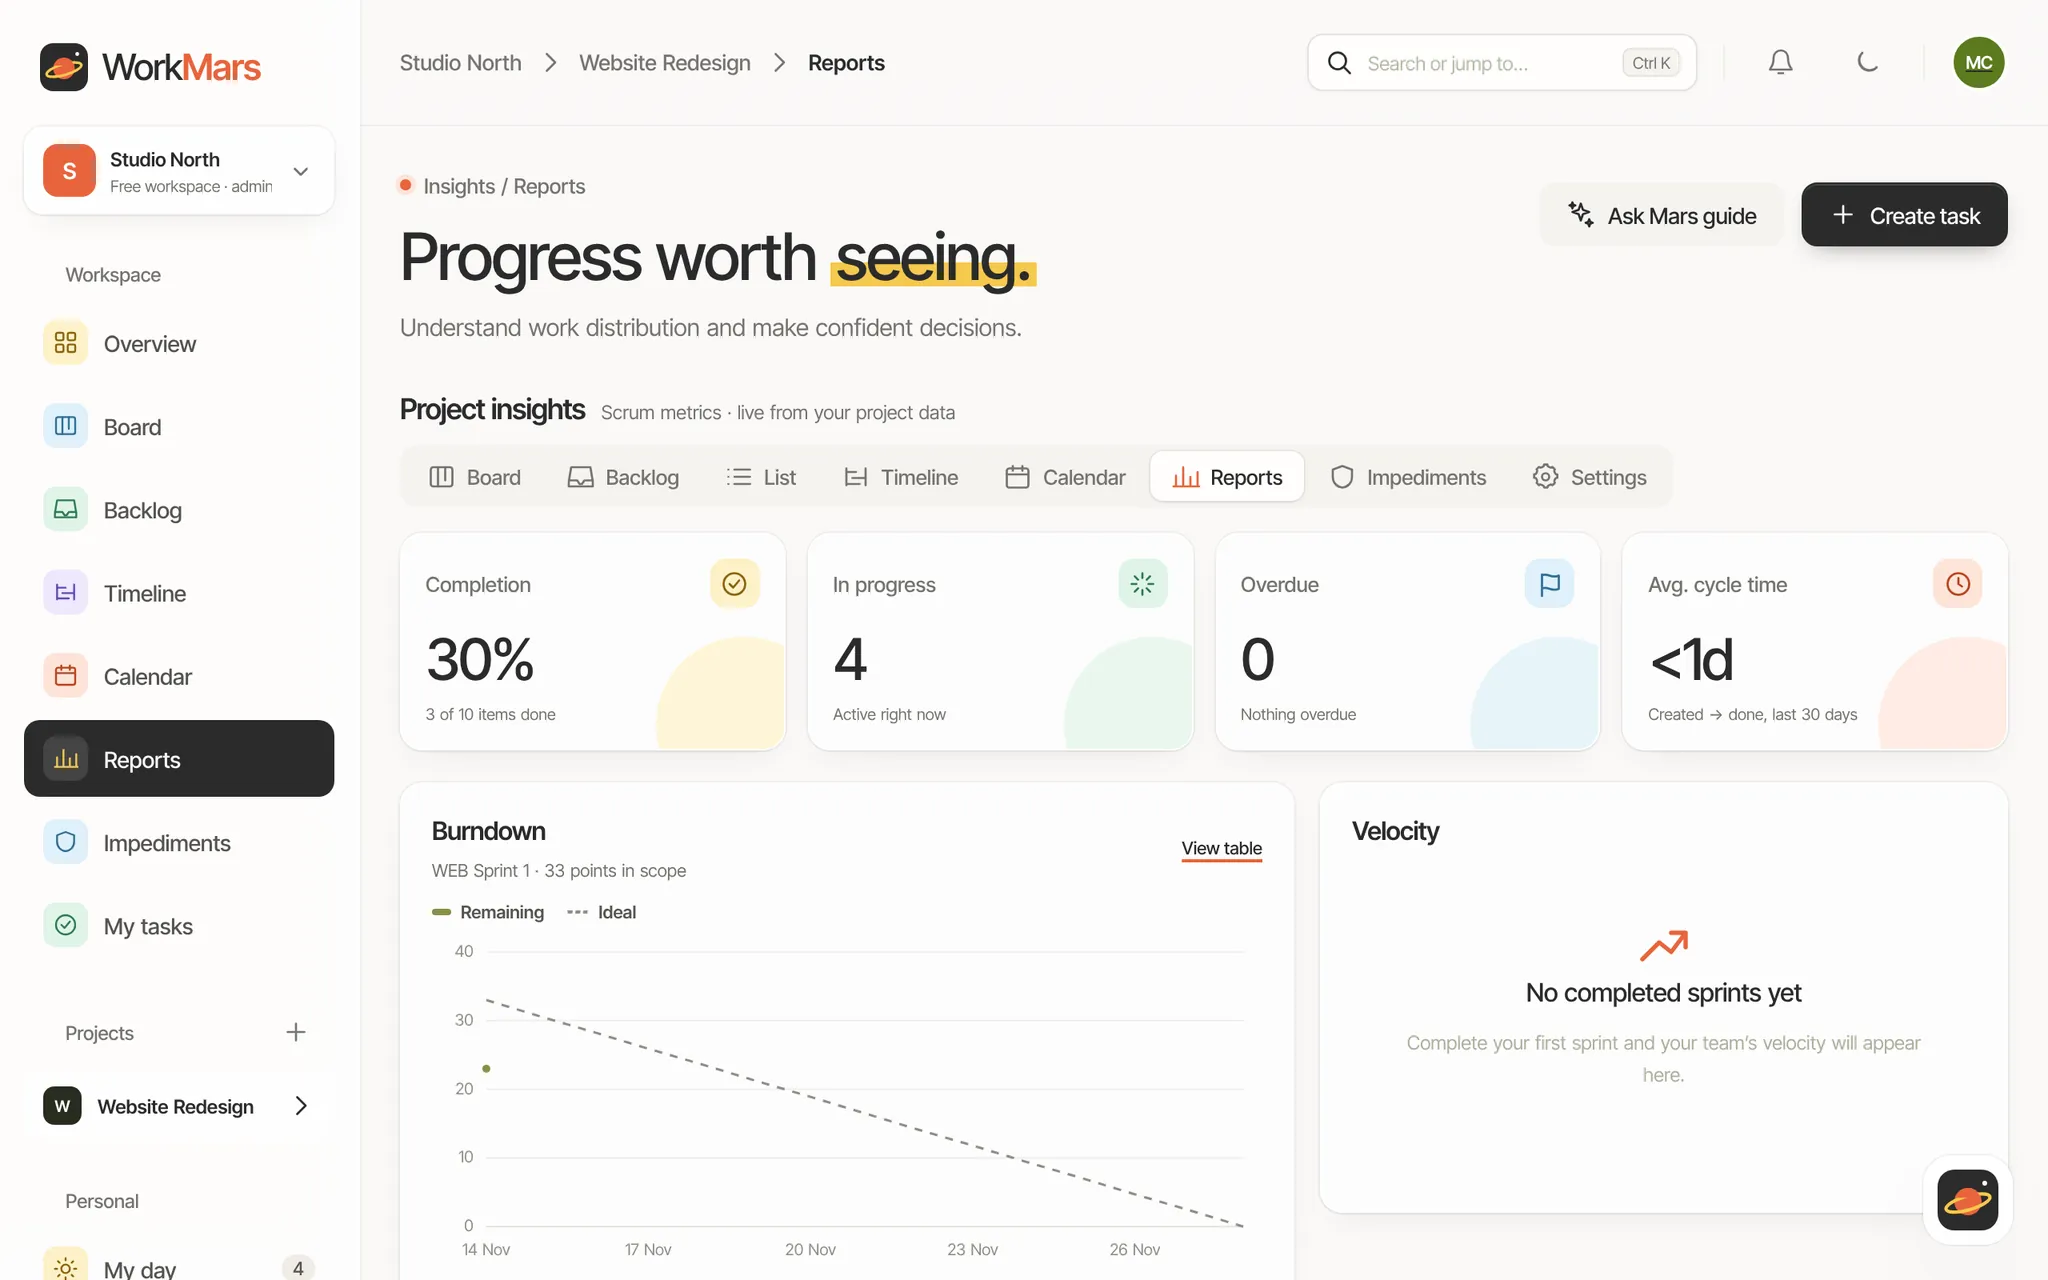 WorkMars
S
Studio North
Free workspace · admin
Workspace
Overview
Board
Backlog
Timeline
Calendar
Reports
Impediments
My tasks
Projects
W
Website Redesign
Personal
My day
4
Studio North
Website Redesign
Reports
Search or jump to...
Ctrl K
MC
Insights / Reports
Progress worth seeing.
Understand work distribution and make confident decisions.
Ask Mars guide
Create task
Project insights
Scrum metrics · live from your project data
Board
Backlog
List
Timeline
Calendar
Reports
Impediments
Settings
Completion
30%
3 of 10 items done
In progress
4
Active right now
Overdue
0
Nothing overdue
Avg. cycle time
<1d
Created → done, last 30 days
Burndown
WEB Sprint 1 · 33 points in scope
View table
Remaining
Ideal
40
30
20
10
0
14 Nov
17 Nov
20 Nov
23 Nov
26 Nov
Velocity
No completed sprints yet
Complete your first sprint and your team's velocity will appear
here.